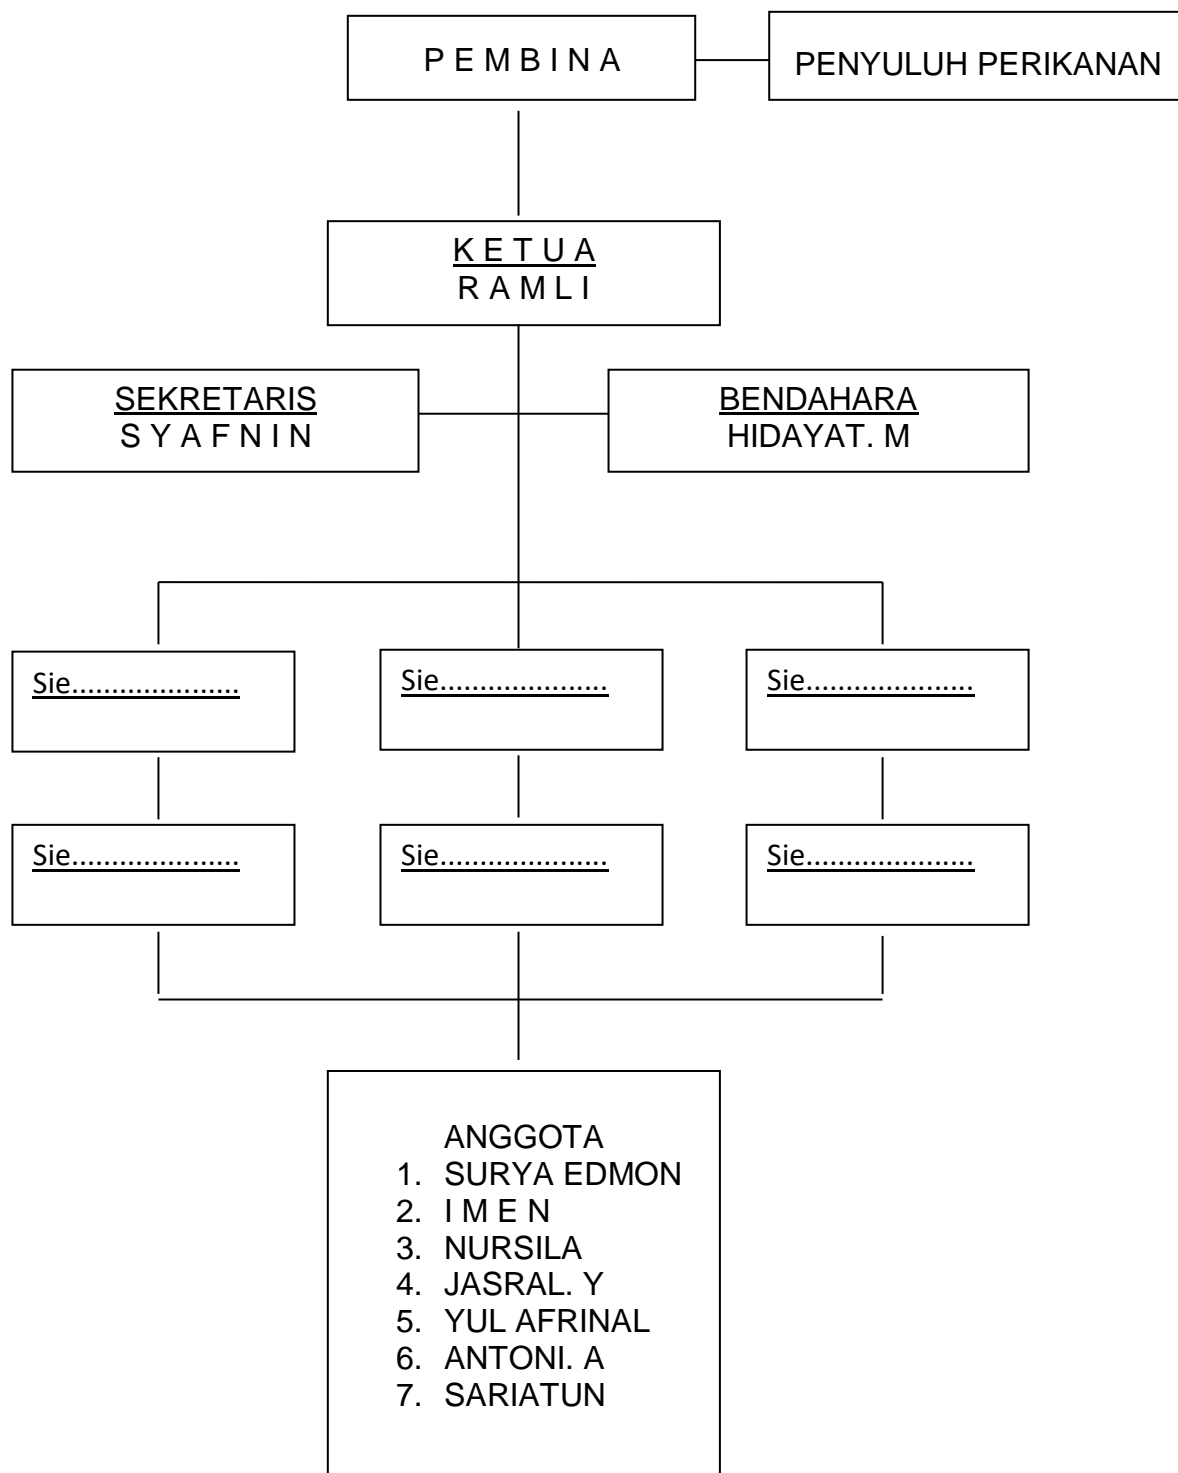 P E M B I N A
PENYULUH PERIKANAN
K E T U A
R A M L I
SEKRETARIS
S Y A F N I N
BENDAHARA
HIDAYAT. M
Sie.....................
Sie.....................
Sie.....................
Sie.....................
Sie.....................
Sie.....................
ANGGOTA
1. SURYA EDMON
2. I M E N
3. NURSILA
4. JASRAL. Y
5. YUL AFRINAL
6. ANTONI. A
7. SARIATUN